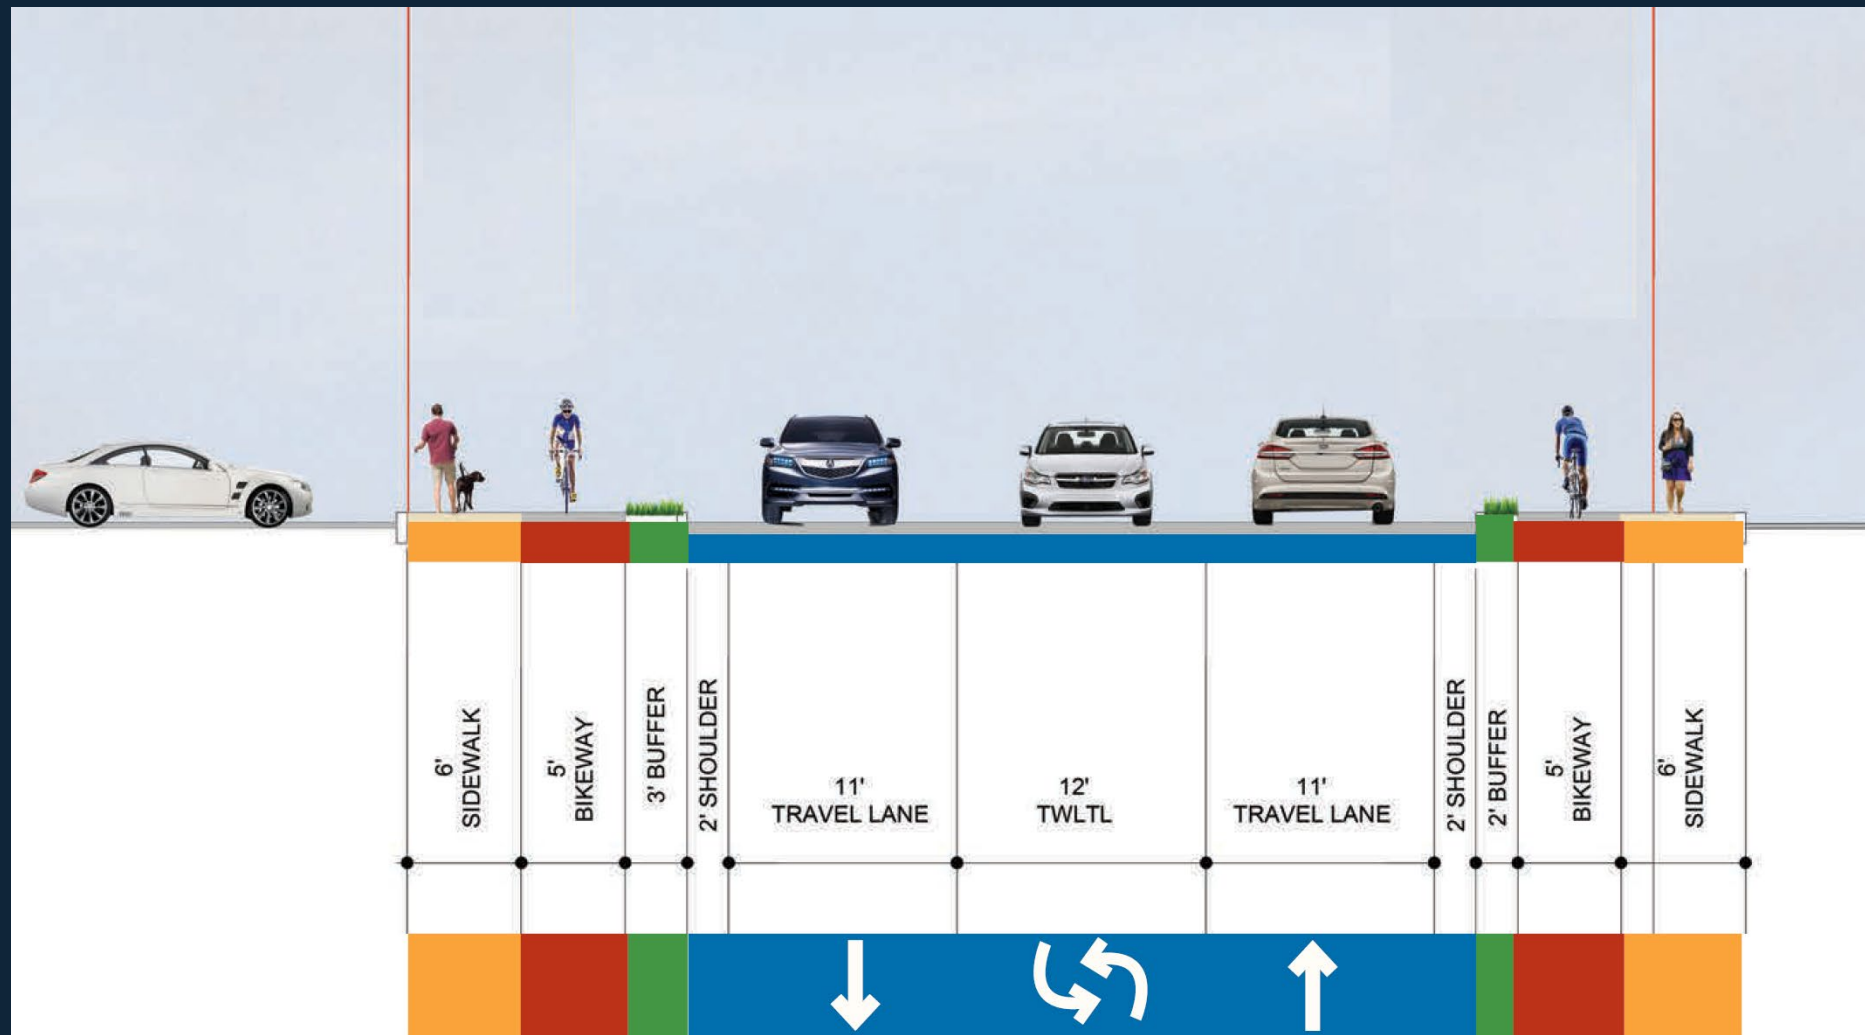 6'
SIDEWALK
5'
BIKEWAY
3' BUFFER
2' SHOULDER
11'
TRAVEL LANE
12'
TWLTL
11'
TRAVEL LANE
2' SHOULDER
2' BUFFER
5'
BIKEWAY
6'
SIDEWALK